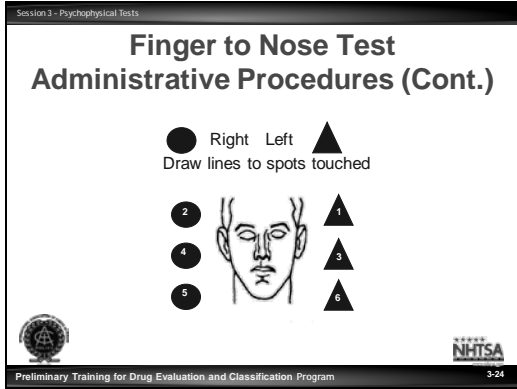 Session 3 - Psychophysical Tests
Finger to Nose Test
Administrative Procedures (Cont.)
Right Left
Draw lines to spots touched
2 1
4 3
5 6
NHTSA
Preliminary Training for Drug Evaluation and Classification Program 3-24